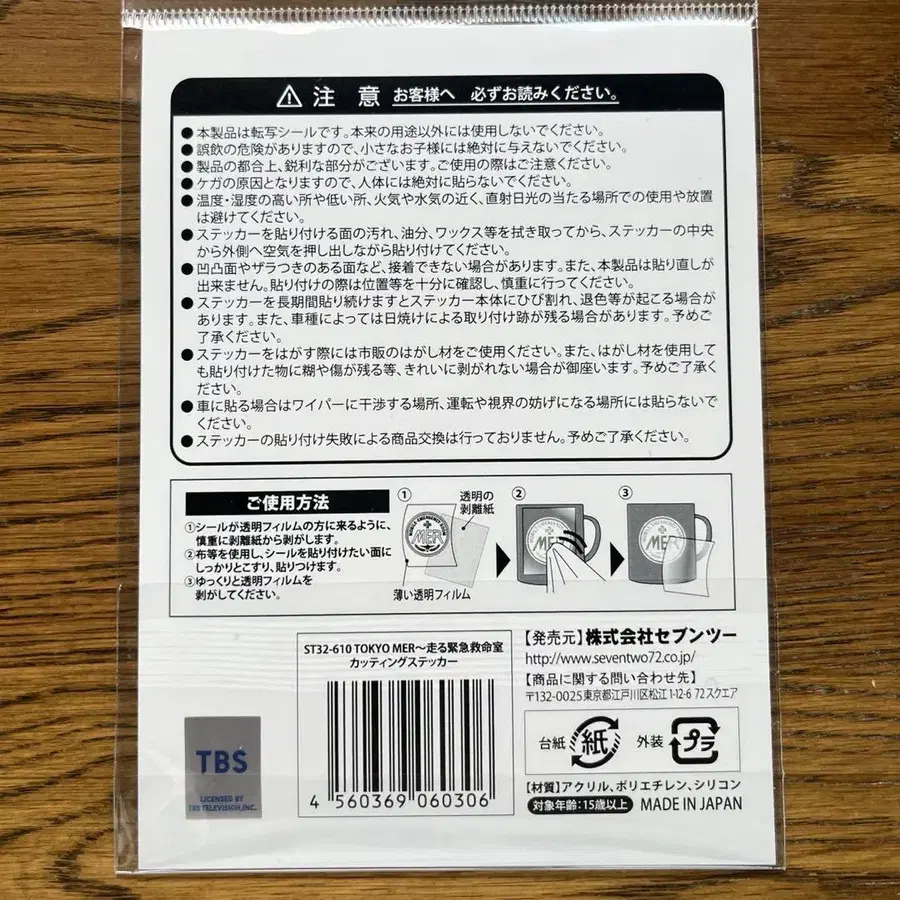 ⚠ 注 意 お客様へ 必ずお読みください。
●本製品は転写シールです。本来の用途以外には使用しないでください。
●誤飲の危険がありますので、小さなお子様には絶対に与えないでください。
●製品の都合上、鋭利な部分がございます。ご使用の際はご注意ください。
●ケガの原因となりますので、人体には絶対に貼らないでください。
●温度・湿度の高い所や低い所、火気や水気の近く、直射日光の当たる場所での使用や放置
は避けてください。
●ステッカーを貼り付ける面の汚れ、油分、ワックス等を拭き取ってから、ステッカーの中央
から外側へ空気を押し出しながら貼り付けてください。
●凹凸面やザラつきのある面など、接着できない場合があります。また、本製品は貼り直しが
出来ません。貼り付けの際は位置等を十分に確認し、慎重に行ってください。
●ステッカーを長期間貼り続けますとステッカー本体にひび割れ、退色等が起こる場合が
あります。また、車種によっては日焼けによる取り付け跡が残る場合があります。予めご
了承ください。
●ステッカーをはがす際には市販のはがし材をご使用ください。また、はがし材を使用して
も貼り付けた物に糊や傷が残る等、きれいに剥がれない場合が御座います。予めご了承く
ださい。
●車に貼る場合はワイパーに干渉する場所、運転や視界の妨げになる場所には貼らないで
ください。
●ステッカーの貼り付け失敗による商品交換は行っておりません。予めご了承ください。
ご使用方法
①シールが透明フィルムの方に来るように、
慎重に剥離紙から剥がします。
②布等を使用し、シールを貼り付けたい面に
しっかりとこすり、貼りつけます。
③ゆっくりと透明フィルムを
剥がしてください。
①
透明の
剥離紙
MER
薄い透明フィルム
②
MER
③
MER
ST32-610 TOKYO MER～走る緊急救命室
カッティングステッカー
4 560369 060306
TBS
LICENSED BY
TBS TELEVISION, INC.
【発売元】株式会社セブンツー
http://www.seventwo72.co.jp/
【商品に関する問い合わせ先】
〒132-0025東京都江戸川区松江1-12-6 72スクエア
台紙 紙 外装 プラ
【材質】アクリル、ポリエチレン、シリコン
対象年齢:15歳以上 MADE IN JAPAN